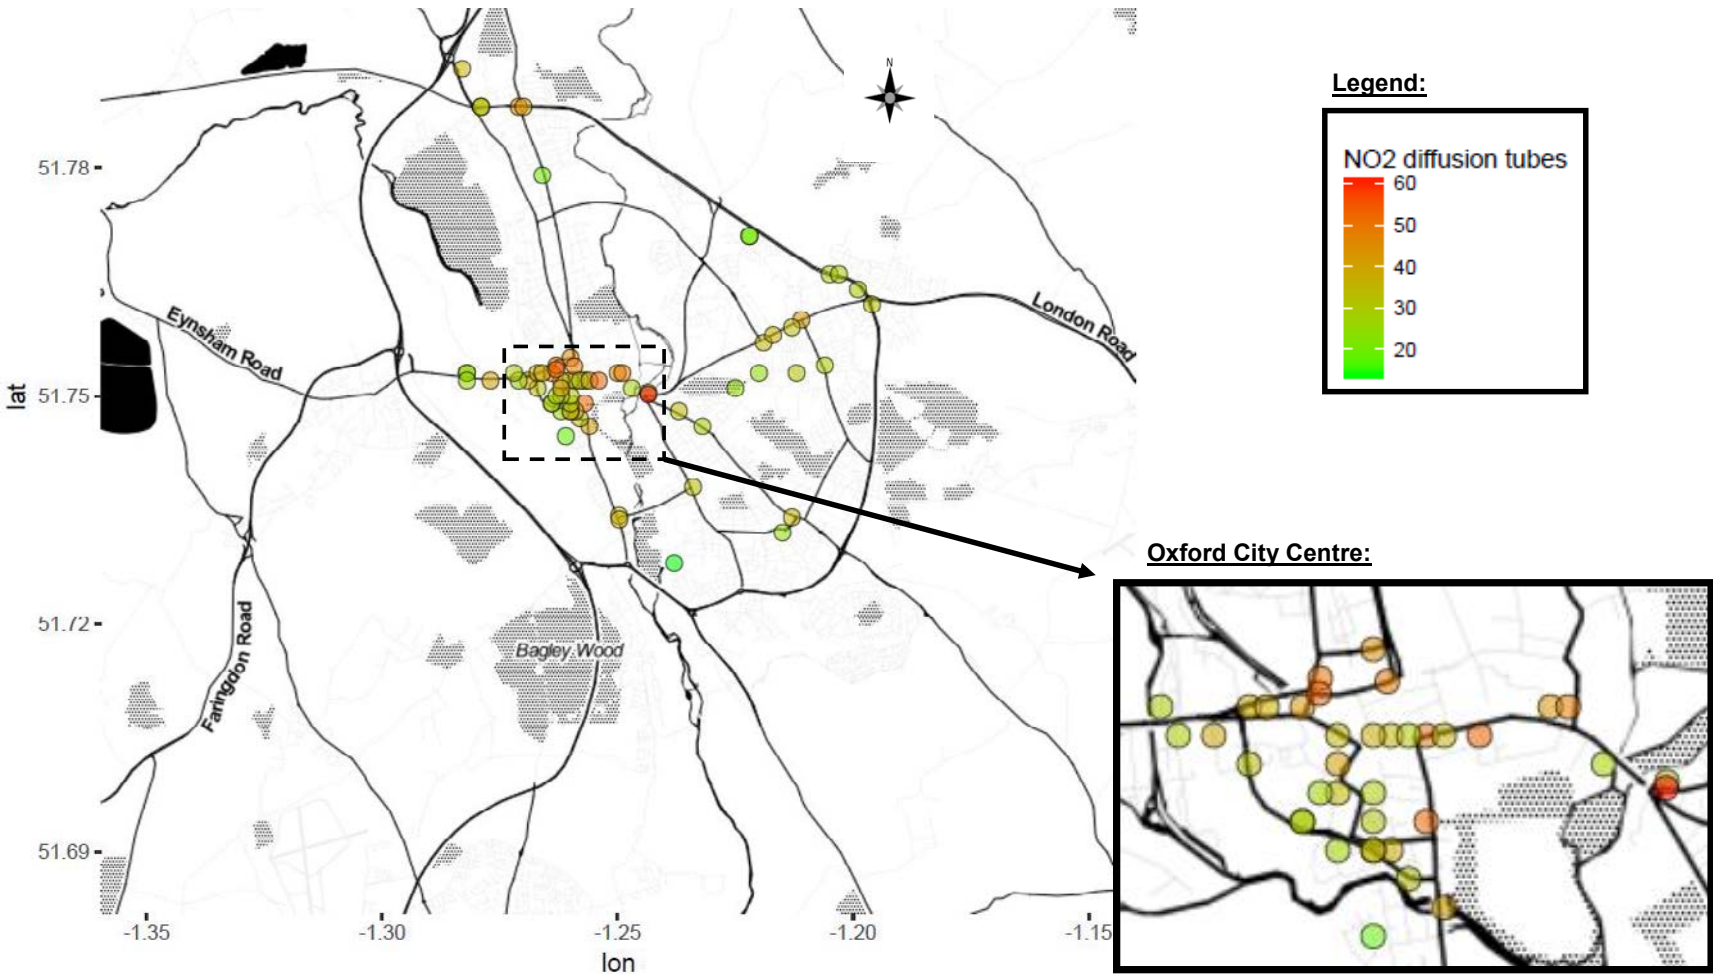 N
Legend:
NO2 diffusion tubes
60
50
40
30
20
51.78
51.75
51.72
51.69
lat
Eynsham Road
London Road
Faringdon Road
Bagley Wood
Oxford City Centre:
-1.35
-1.30
-1.25
-1.20
-1.15
lon